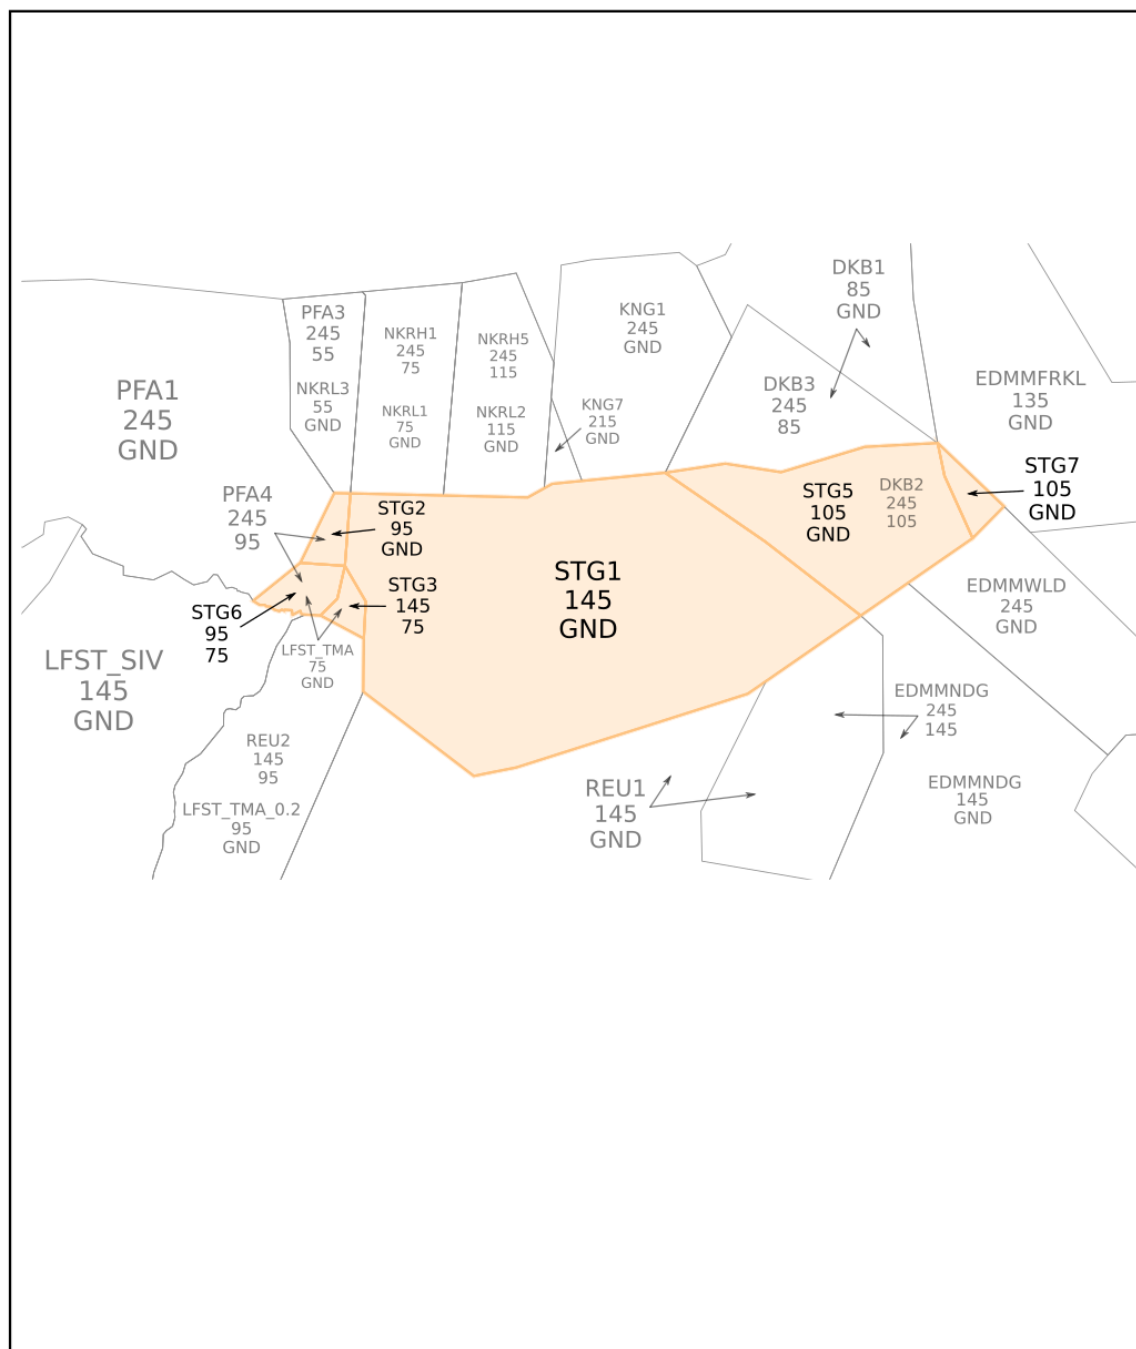 DKB1
85
GND
PFA3
245
55
KNG1
245
GND
NKRH1
245
75
NKRH5
245
115
PFA1
245
GND
NKRL3
55
GND
DKB3
245
85
EDMMFRKL
135
GND
NKRL1
75
GND
NKRL2
115
GND
KNG7
215
GND
PFA4
245
95
STG2
95
GND
STG5
105
GND
DKB2
245
105
STG7
105
GND
STG1
145
GND
STG3
145
75
EDMMWLD
245
GND
STG6
95
75
LFST_SIV
145
GND
LFST_TMA
75
GND
EDMMNDG
245
145
REU2
145
95
REU1
145
GND
EDMMNDG
145
GND
LFST_TMA_0.2
95
GND